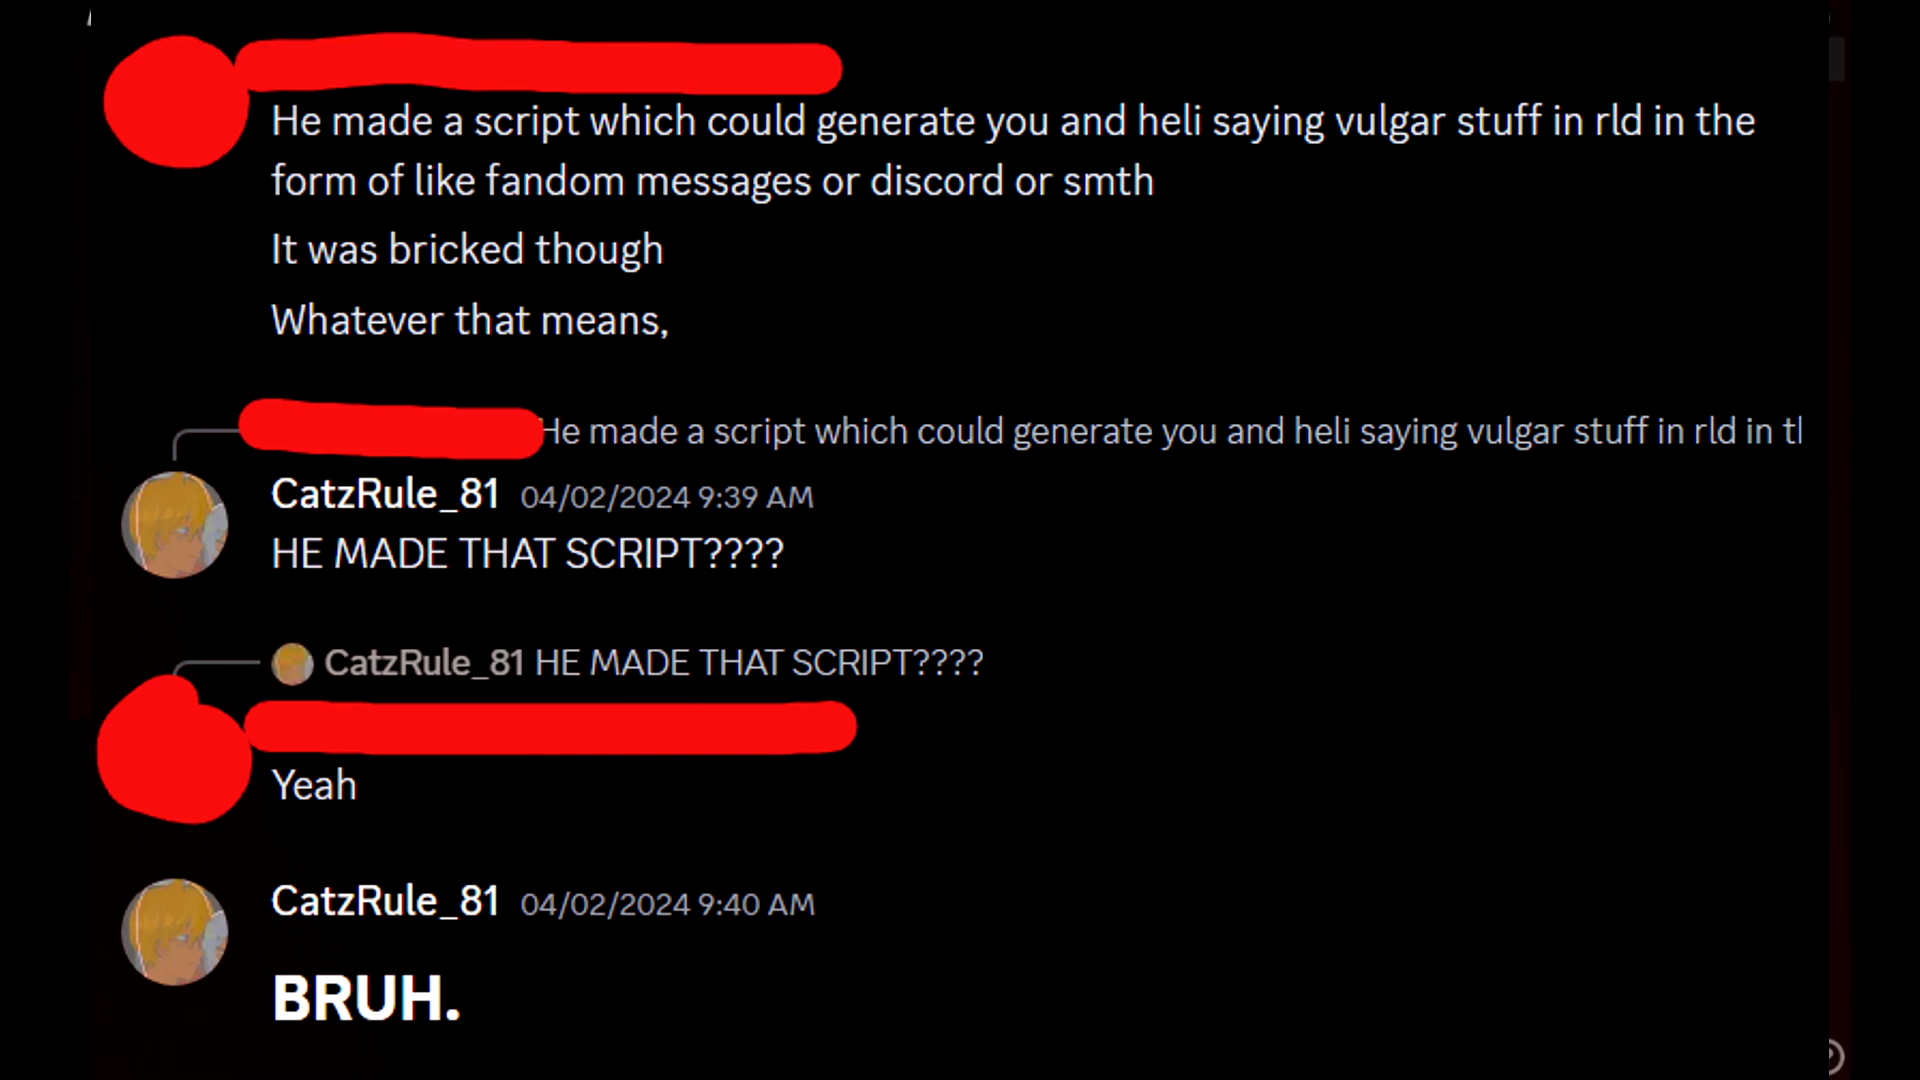 He made a script which could generate you and heli saying vulgar stuff in rld in the
form of like fandom messages or discord or smth
It was bricked though
Whatever that means,
He made a script which could generate you and heli saying vulgar stuff in rld in
CatzRule_81 04/02/2024 9:39 AM
HE MADE THAT SCRIPT????
CatzRule_81 HE MADE THAT SCRIPT????
Yeah
CatzRule_81 04/02/2024 9:40 AM
BRUH.